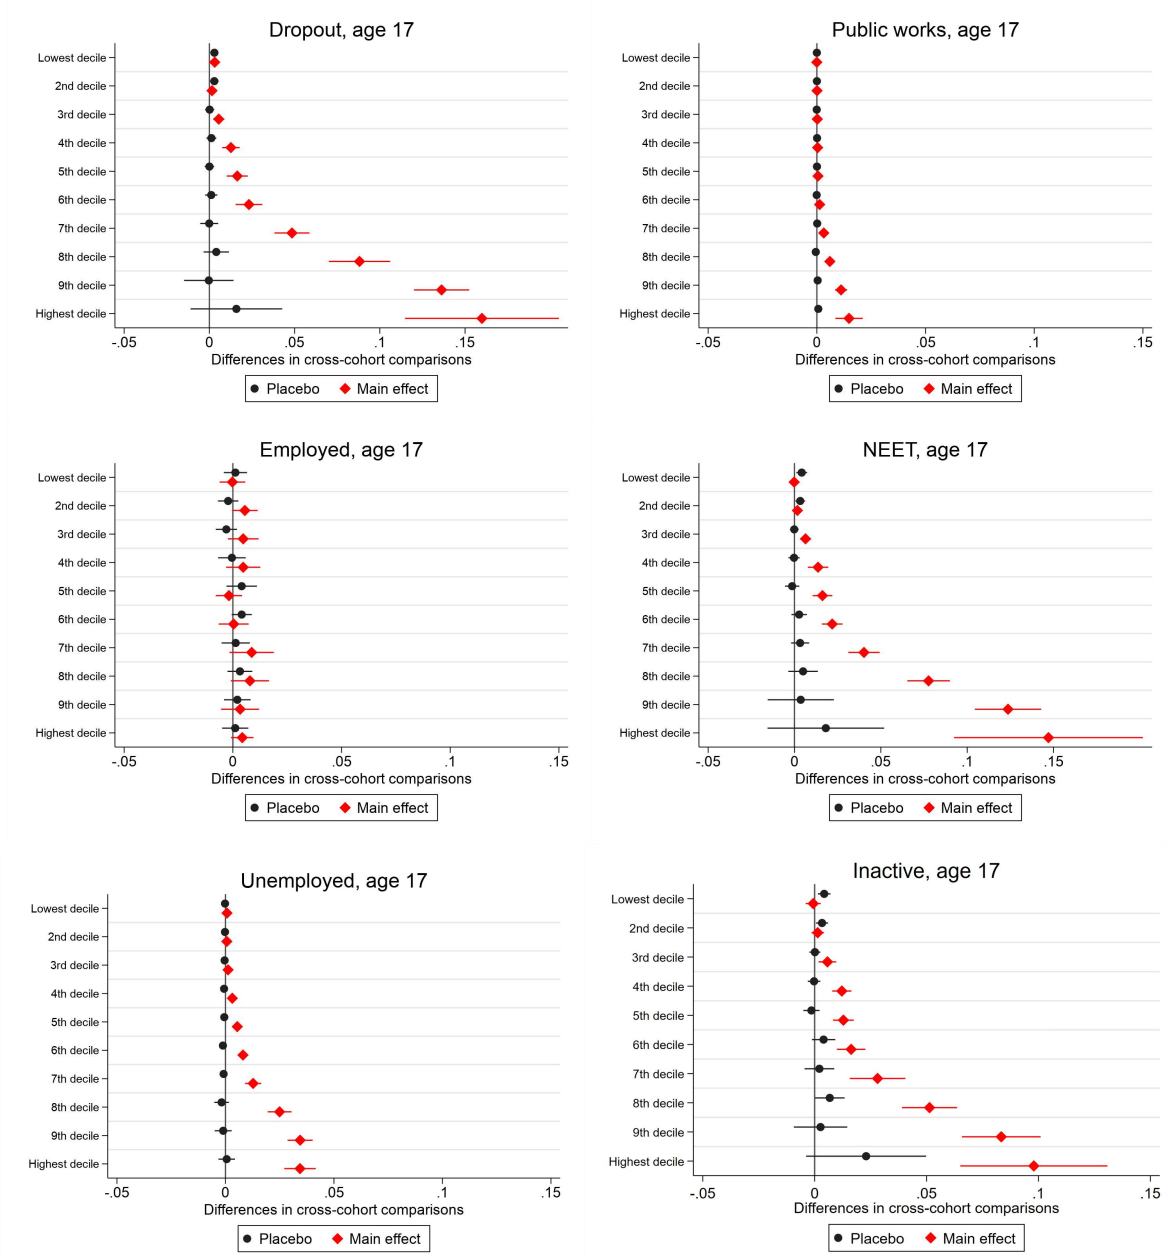 Dropout, age 17
Lowest decile
2nd decile
3rd decile
4th decile
5th decile
6th decile
7th decile
8th decile
9th decile
Highest decile
-.05 0 .05 .1 .15
Differences in cross-cohort comparisons
Placebo Main effect
Public works, age 17
Lowest decile
2nd decile
3rd decile
4th decile
5th decile
6th decile
7th decile
8th decile
9th decile
Highest decile
-.05 0 .05 .1 .15
Differences in cross-cohort comparisons
Placebo Main effect
Employed, age 17
Lowest decile
2nd decile
3rd decile
4th decile
5th decile
6th decile
7th decile
8th decile
9th decile
Highest decile
-.05 0 .05 .1 .15
Differences in cross-cohort comparisons
Placebo Main effect
NEET, age 17
Lowest decile
2nd decile
3rd decile
4th decile
5th decile
6th decile
7th decile
8th decile
9th decile
Highest decile
-.05 0 .05 .1 .15
Differences in cross-cohort comparisons
Placebo Main effect
Unemployed, age 17
Lowest decile
2nd decile
3rd decile
4th decile
5th decile
6th decile
7th decile
8th decile
9th decile
Highest decile
-.05 0 .05 .1 .15
Differences in cross-cohort comparisons
Placebo Main effect
Inactive, age 17
Lowest decile
2nd decile
3rd decile
4th decile
5th decile
6th decile
7th decile
8th decile
9th decile
Highest decile
-.05 0 .05 .1 .15
Differences in cross-cohort comparisons
Placebo Main effect